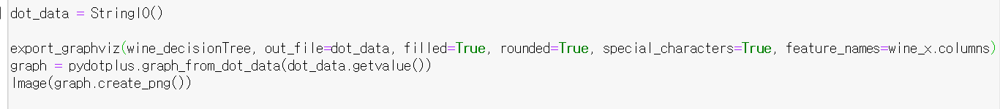 dot_data = StringIO()
export_graphviz(wine_decisionTree, out_file=dot_data, filled=True, rounded=True, special_characters=True, feature_names=wine_x.columns)
graph = pydotplus.graph_from_dot_data(dot_data.getvalue())
Image(graph.create_png())